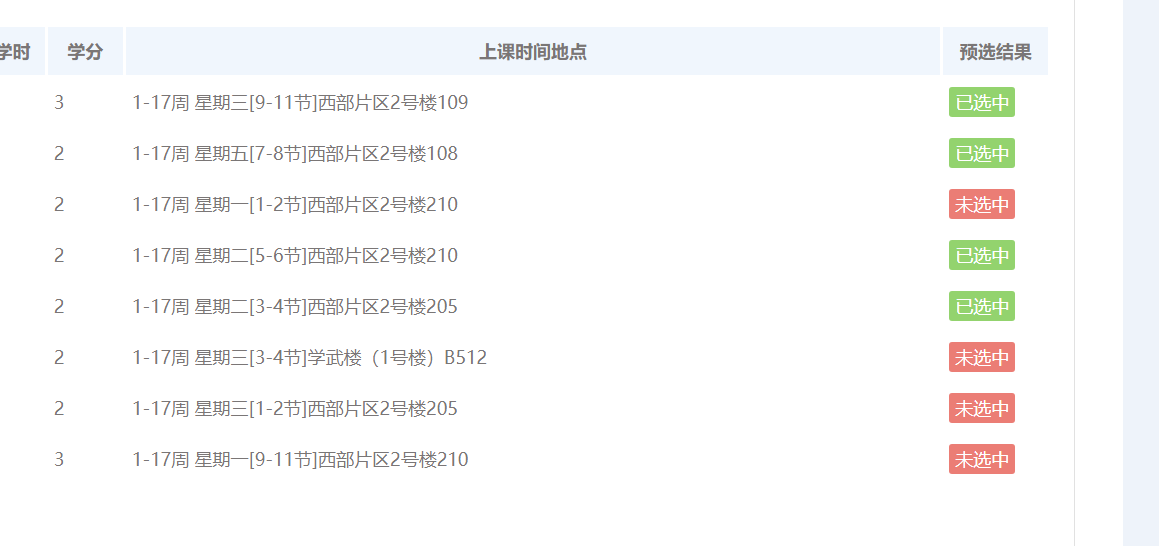 学时 学分 上课时间地点 预选结果
3 1-17周 星期三[9-11节]西部片区2号楼109 已选中
2 1-17周 星期五[7-8节]西部片区2号楼108 已选中
2 1-17周 星期一[1-2节]西部片区2号楼210 未选中
2 1-17周 星期二[5-6节]西部片区2号楼210 已选中
2 1-17周 星期二[3-4节]西部片区2号楼205 已选中
2 1-17周 星期三[3-4节]学武楼（1号楼）B512 未选中
2 1-17周 星期三[1-2节]西部片区2号楼205 未选中
3 1-17周 星期一[9-11节]西部片区2号楼210 未选中